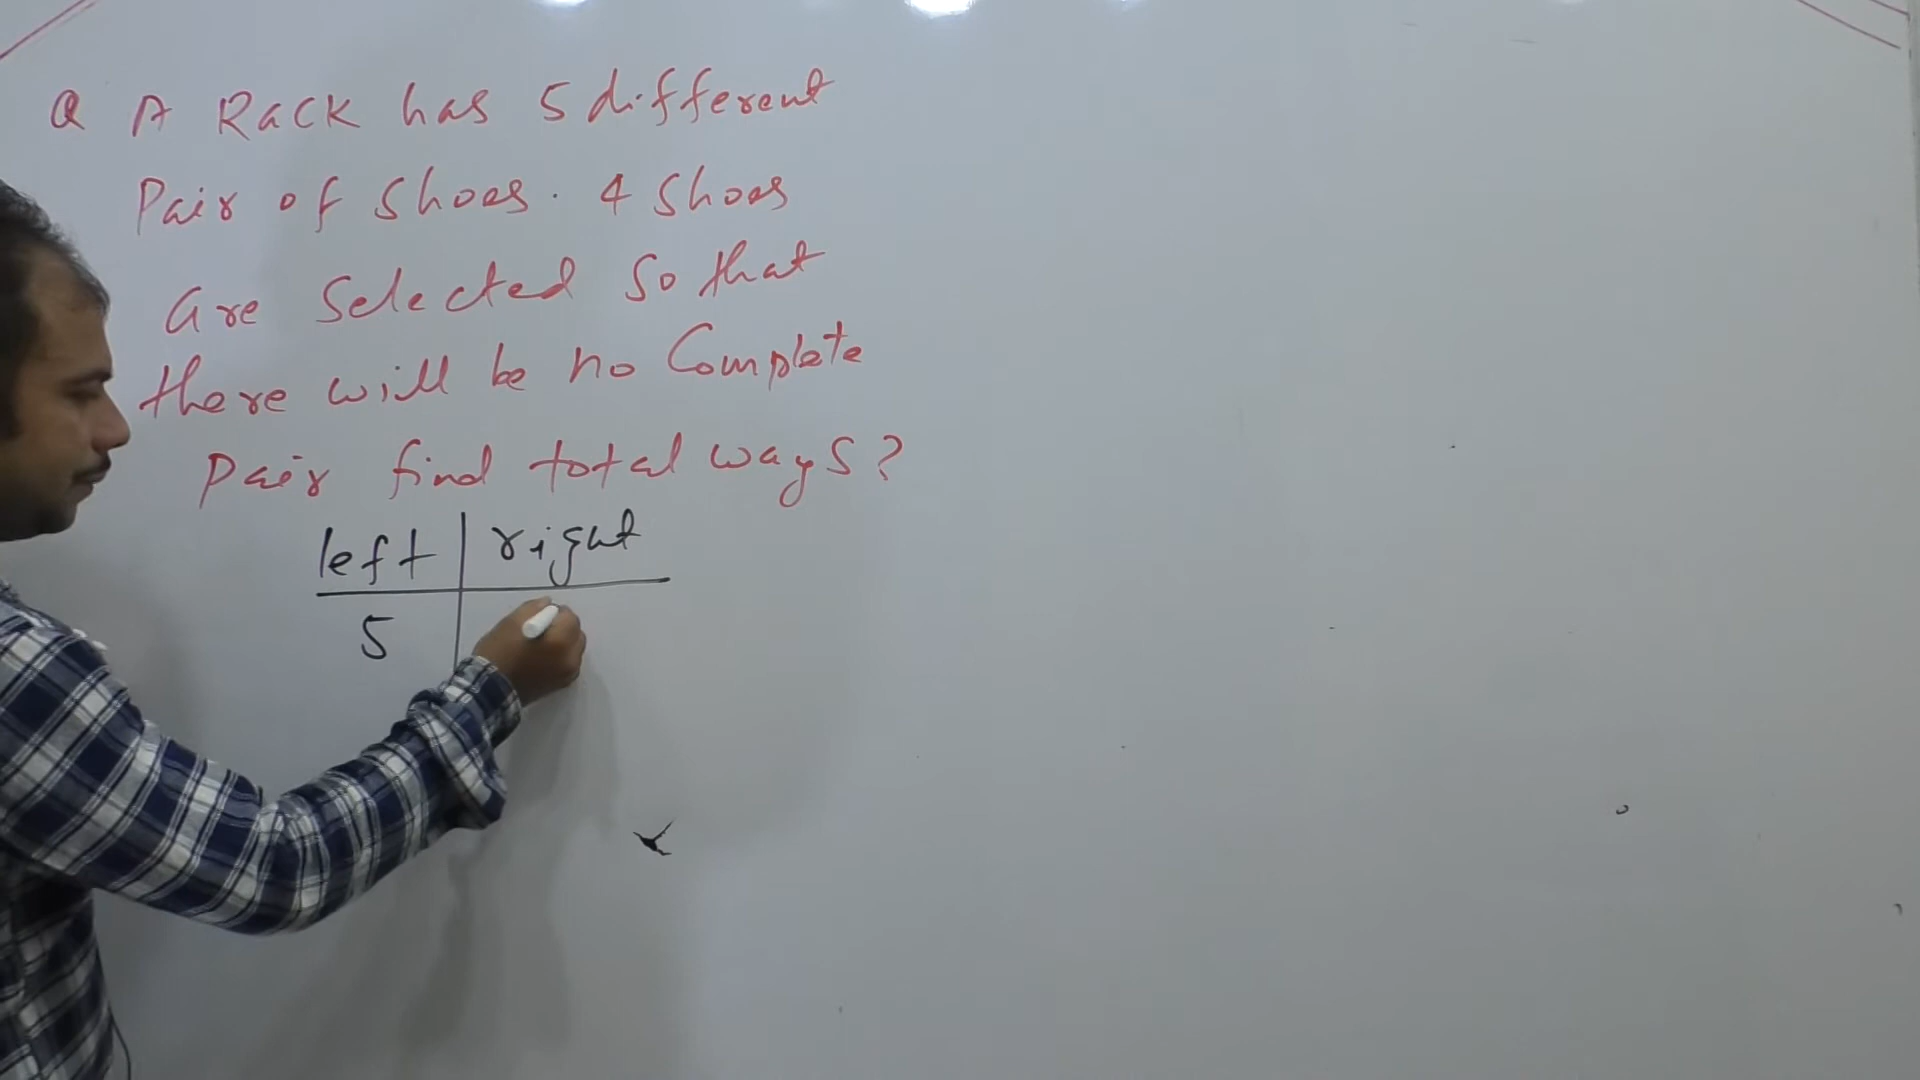 Q A Rack has 5 different
Pair of Shoes. 4 Shoes
are Selected So that
there will be no Complete
Pair find total ways?
left right
5